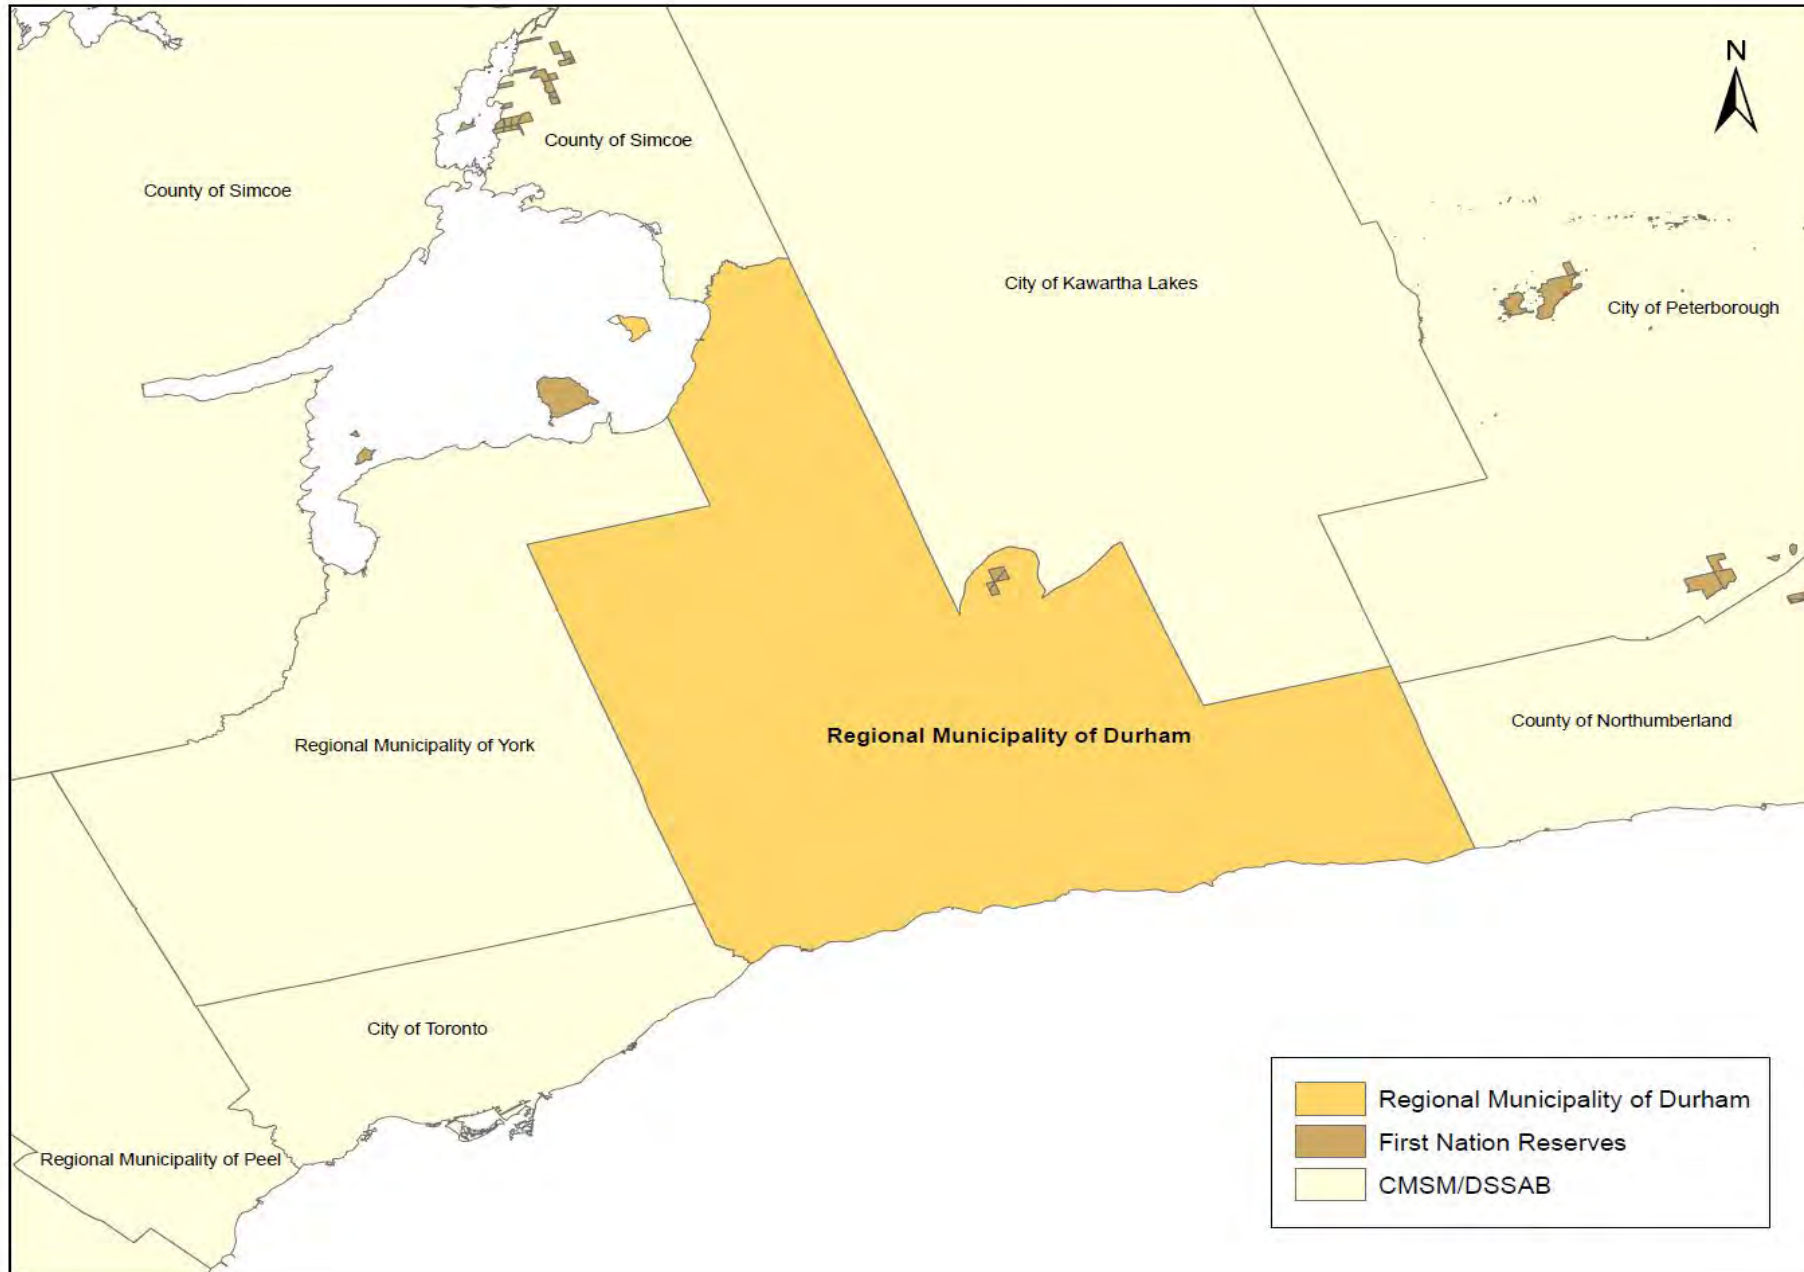 N
County of Simcoe
County of Simcoe
City of Kawartha Lakes
City of Peterborough
County of Northumberland
Regional Municipality of Durham
Regional Municipality of York
City of Toronto
Regional Municipality of Peel
Regional Municipality of Durham
First Nation Reserves
CMSM/DSSAB